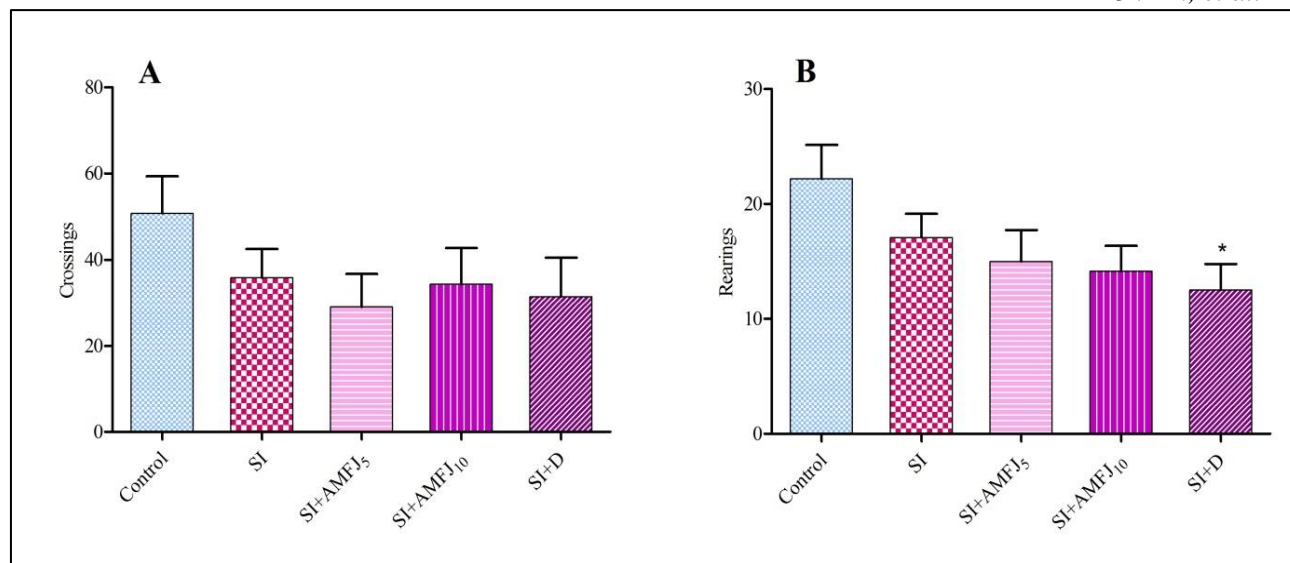 A
80
60
40
20
0
Crossings
Control
SI
SI+AMFJ₅
SI+AMFJ₁₀
SI+D
B
30
20
10
0
Rearings
*
Control
SI
SI+AMFJ₅
SI+AMFJ₁₀
SI+D